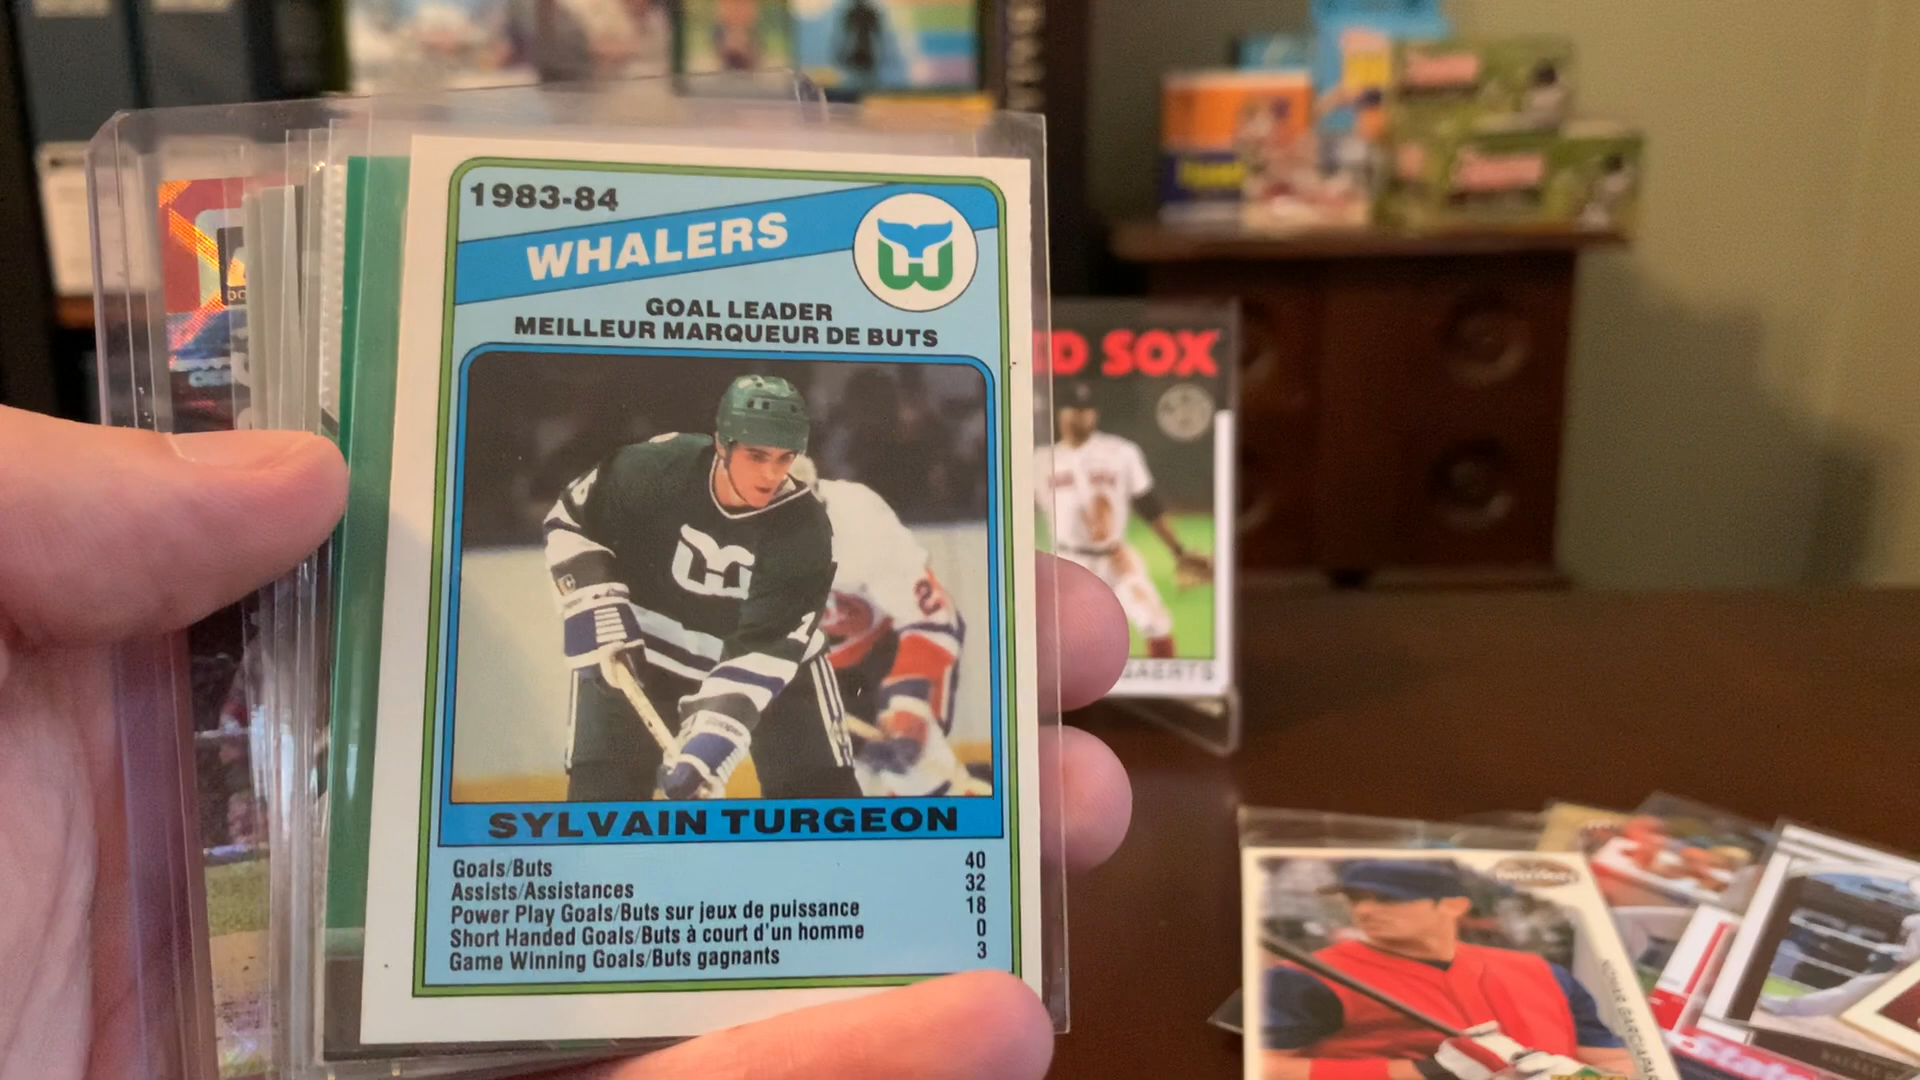 1983-84
WHALERS
GOAL LEADER
MEILLEUR MARQUEUR DE BUTS
SYLVAIN TURGEON
Goals/Buts 40
Assists/Assistances 32
Power Play Goals/Buts sur jeux de puissance 18
Short Handed Goals/Buts à court d'un homme 0
Game Winning Goals/Buts gagnants 3
D SOX
GAERTS